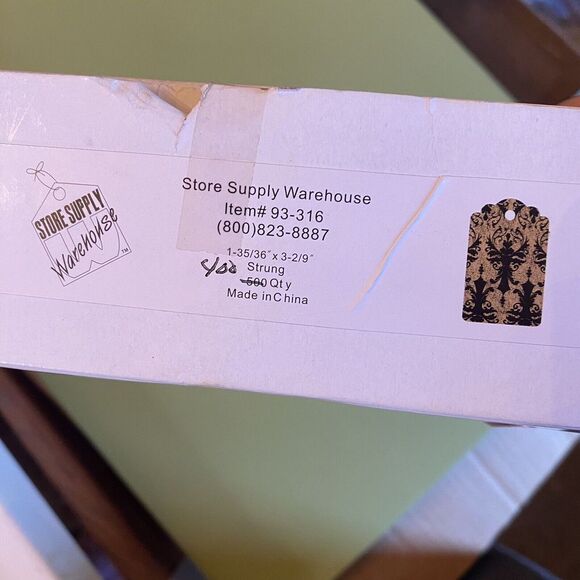 STORE SUPPLY
Warehouse
TM
Store Supply Warehouse
Item# 93-316
(800)823-8887
1-35/36" x 3-2/9"
Strung
400 500 Qty
Made in China